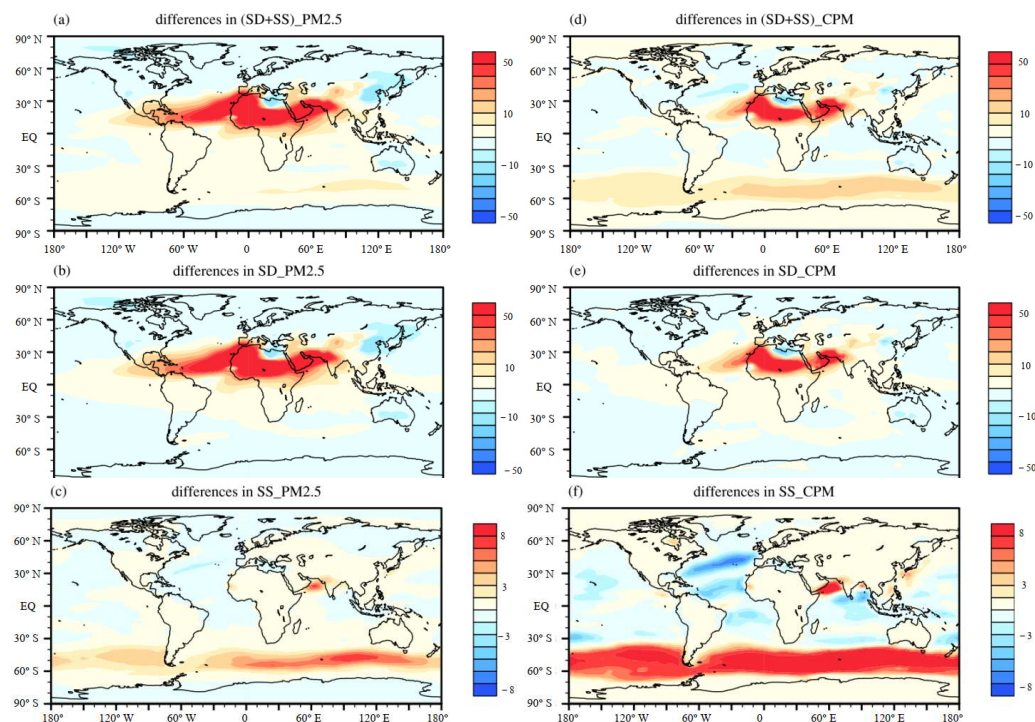 (a) differences in (SD+SS)_PM2.5
90° N
60° N
30° N
EQ
30° S
60° S
90° S
180° 120° W 60° W 0 60° E 120° E 180°
50
10
−10
−50
(d) differences in (SD+SS)_CPM
90° N
60° N
30° N
EQ
30° S
60° S
90° S
180° 120° W 60° W 0 60° E 120° E 180°
50
10
−10
−50
(b) differences in SD_PM2.5
90° N
60° N
30° N
EQ
30° S
60° S
50
10
−10
−50
(e) differences in SD_CPM
90° N
60° N
30° N
EQ
30° S
60° S
50
10
−10
−50
(c) differences in SS_PM2.5
90° N
60° N
30° N
EQ
30° S
60° S
90° S
180° 120° W 60° W 0 60° E 120° E 180°
8
3
−3
−8
(f) differences in SS_CPM
90° N
60° N
30° N
EQ
30° S
60° S
90° S
180° 120° W 60° W 0 60° E 120° E 180°
8
3
−3
−8